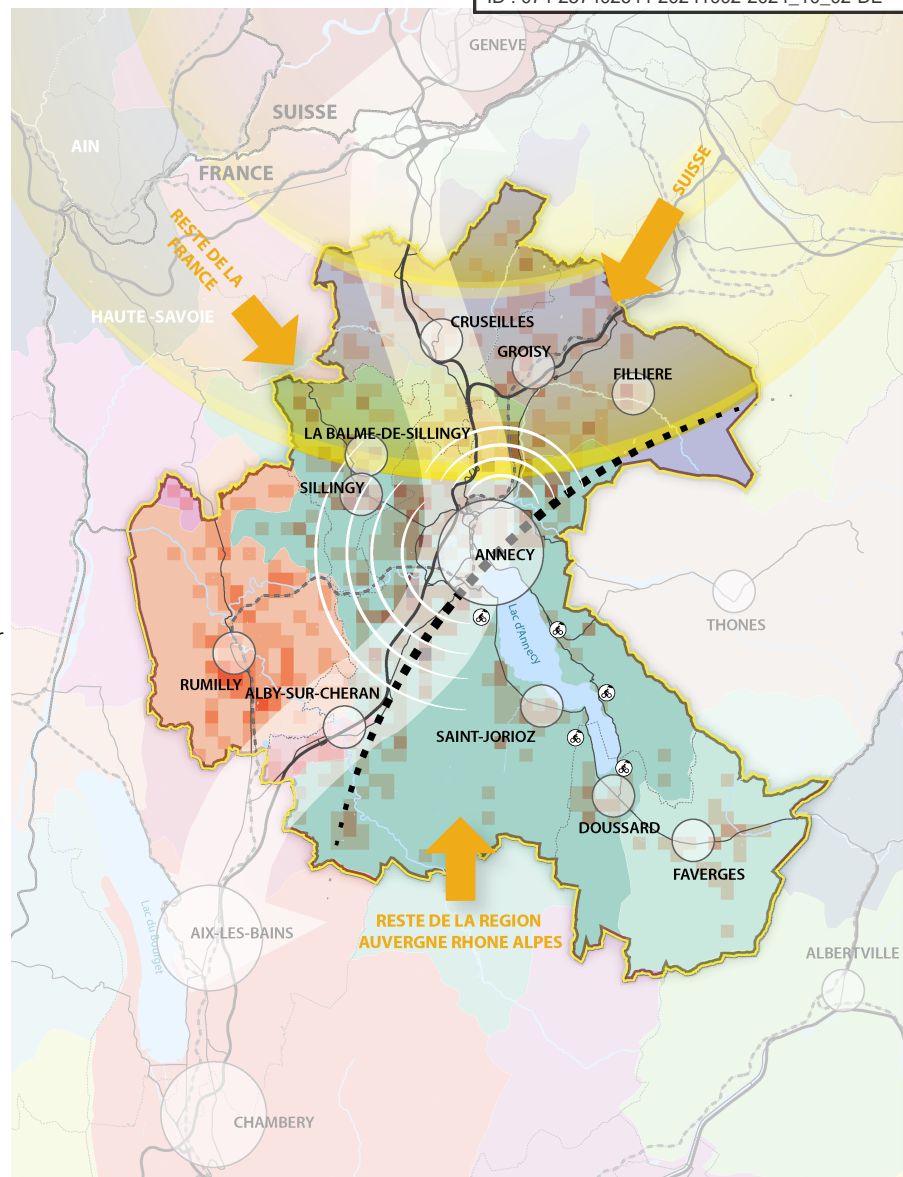 GENEVE
SUISSE
AIN
FRANCE
SUISSE
RESTE DE LA
FRANCE
HAUTE -SAVOIE
CRUSEILLES
GROISY
FILLIERE
LA BALME-DE-SILLINGY
SILLINGY
ANNECY
THONES
Lac d'Annecy
RUMILLY
ALBY-SUR-CHERAN
SAINT-JORIOZ
DOUSSARD
FAVERGES
RESTE DE LA REGION
AUVERGNE RHONE ALPES
Lac du Bourget
AIX-LES-BAINS
ALBERTVILLE
CHAMBERY